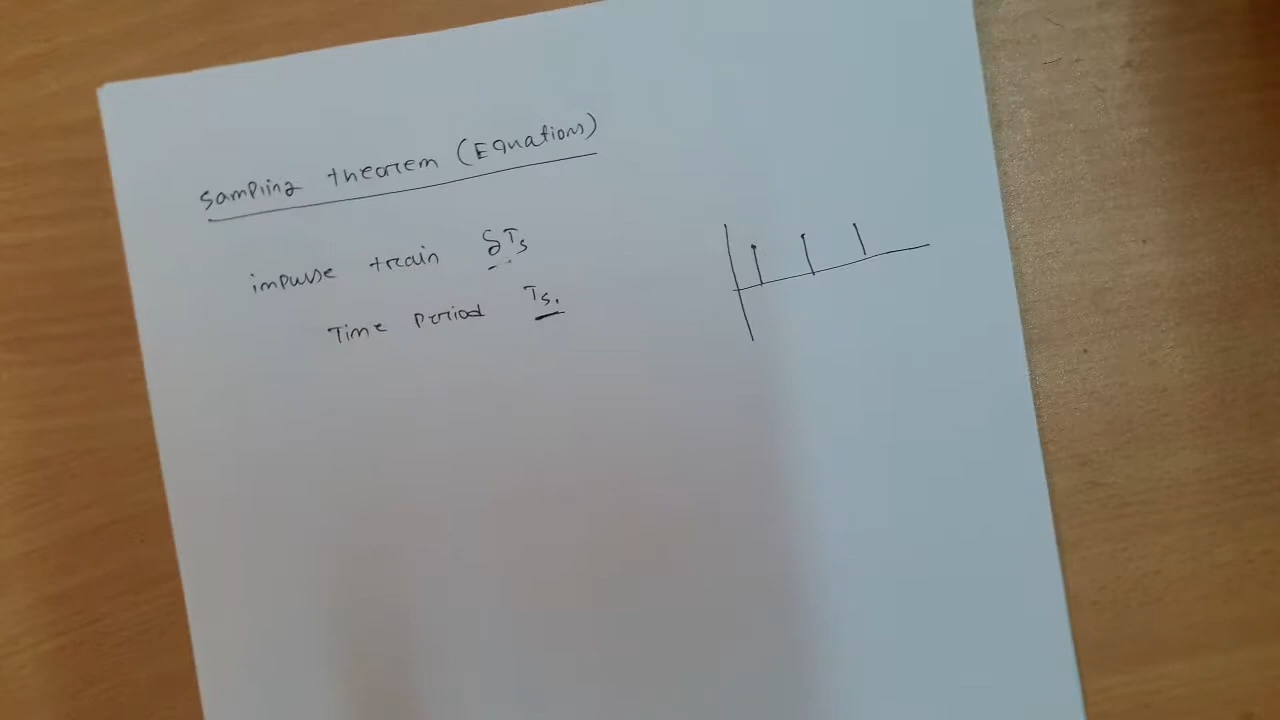 Sampling theorem (Equations)
impulse train δTs
Time Period Ts.